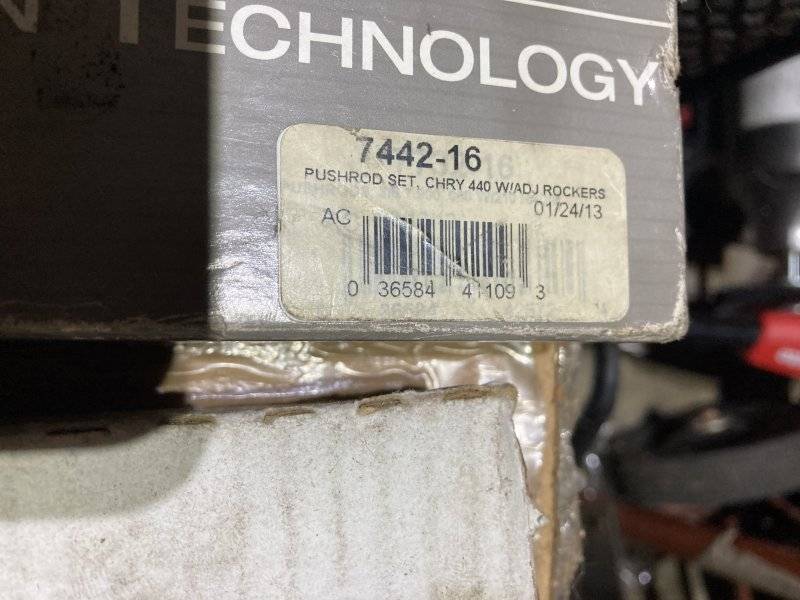 N TECHNOLOGY
7442-16
PUSHROD SET, CHRY 440 W/ADJ ROCKERS
01/24/13
AC
0 36584 41109 3